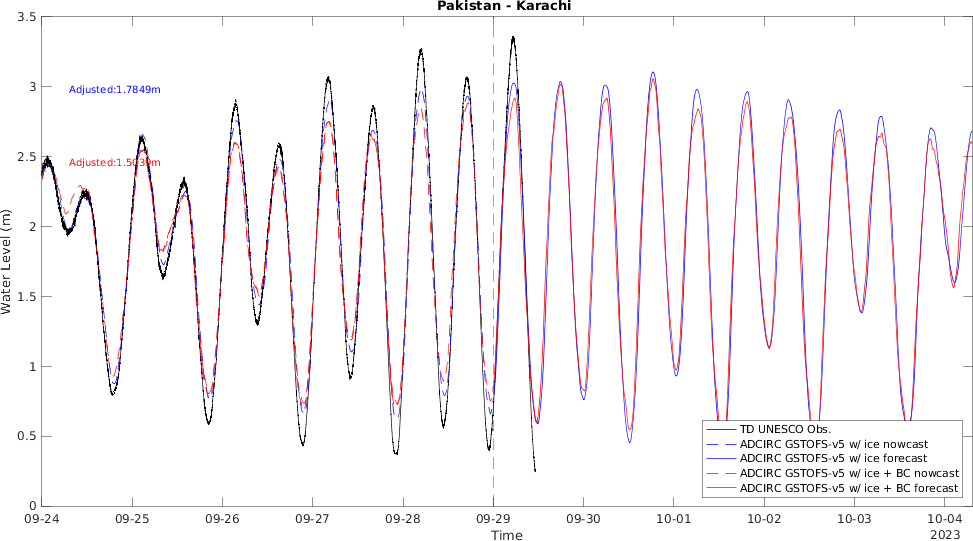 Pakistan - Karachi
3.5
3
2.5
2
1.5
1
0.5
0
Water Level (m)
Adjusted:1.7849m
Adjusted:1.5039m
TD UNESCO Obs.
ADCIRC GSTOFS-v5 w/ ice nowcast
ADCIRC GSTOFS-v5 w/ ice forecast
ADCIRC GSTOFS-v5 w/ ice + BC nowcast
ADCIRC GSTOFS-v5 w/ ice + BC forecast
09-24 09-25 09-26 09-27 09-28 09-29 09-30 10-01 10-02 10-03 10-04
Time
2023